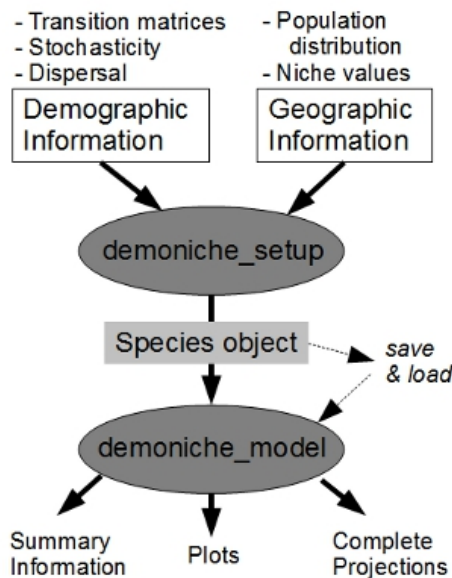 - Transition matrices
- Stochasticity
- Dispersal
- Population
distribution
- Niche values
Demographic
Information
Geographic
Information
demoniche_setup
Species object
save
& load
demoniche_model
Summary
Information
Plots
Complete
Projections